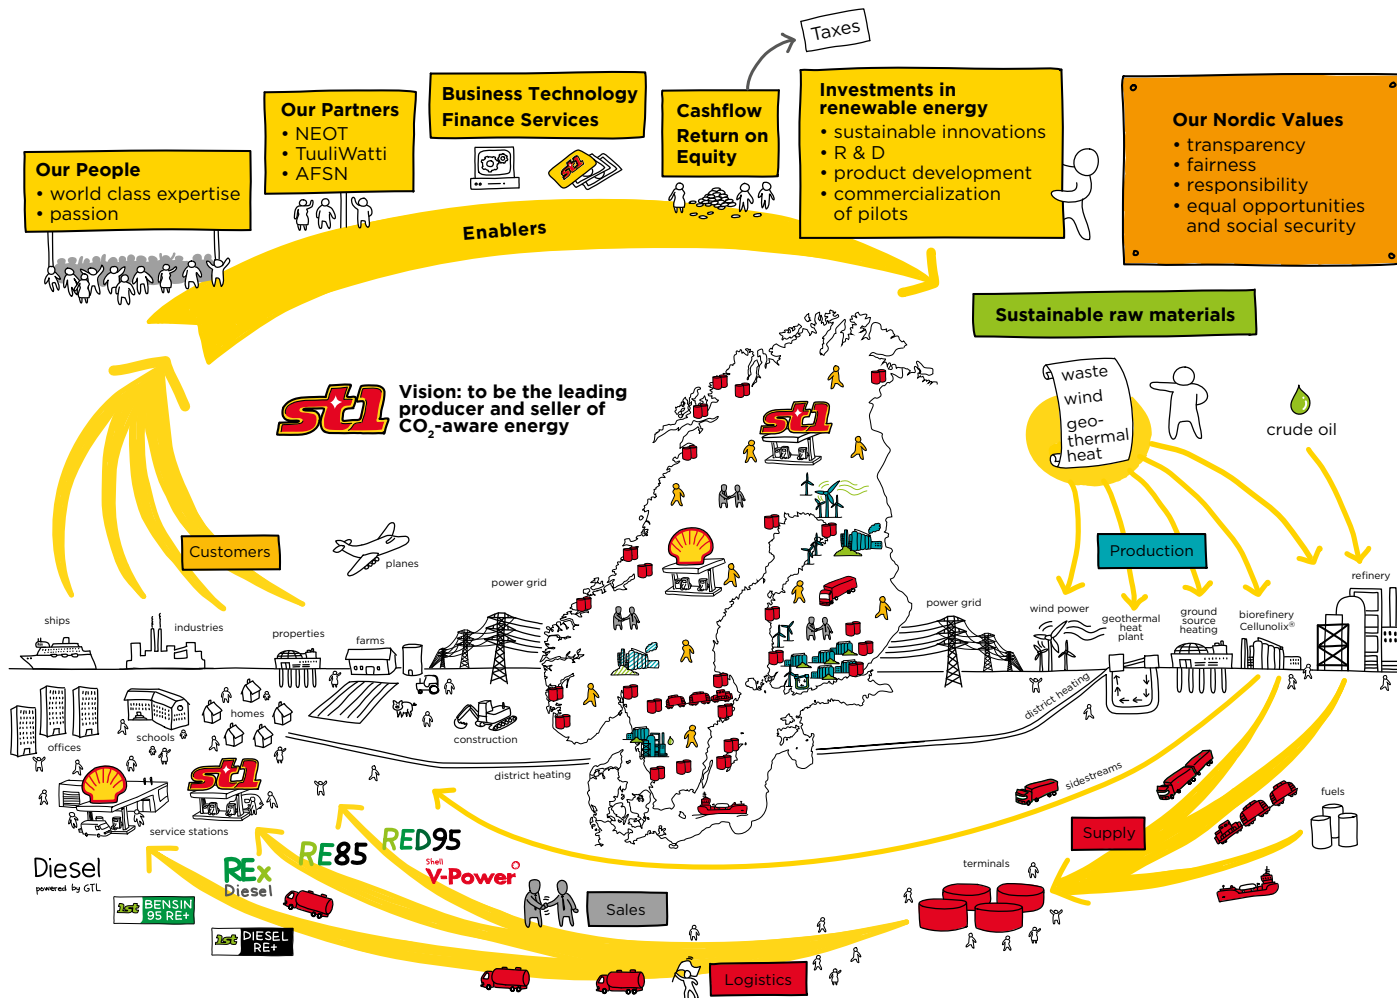 Taxes
Our People
• world class expertise
• passion
Our Partners
• NEOT
• TuuliWatti
• AFSN
Business Technology
Finance Services
st1
Cashflow
Return on
Equity
Investments in
renewable energy
• sustainable innovations
• R & D
• product development
• commercialization
of pilots
Our Nordic Values
• transparency
• fairness
• responsibility
• equal opportunities
and social security
Enablers
Sustainable raw materials
waste
wind
geo-
thermal
heat
crude oil
st1
Vision: to be the leading
producer and seller of
CO₂-aware energy
st1
Customers
Production
planes
power grid
ships
industries
properties
farms
power grid
wind power
geothermal
heat
plant
ground
source
heating
biorefinery
Cellunolix®
refinery
offices
schools
homes
construction
district heating
district heating
sidestreams
st1
service stations
Supply
fuels
terminals
Diesel
powered by GTL
1st BENSIN
95 RE+
1st DIESEL
RE+
REx
Diesel
RE85
RED95
Shell
V-Power
Sales
Logistics